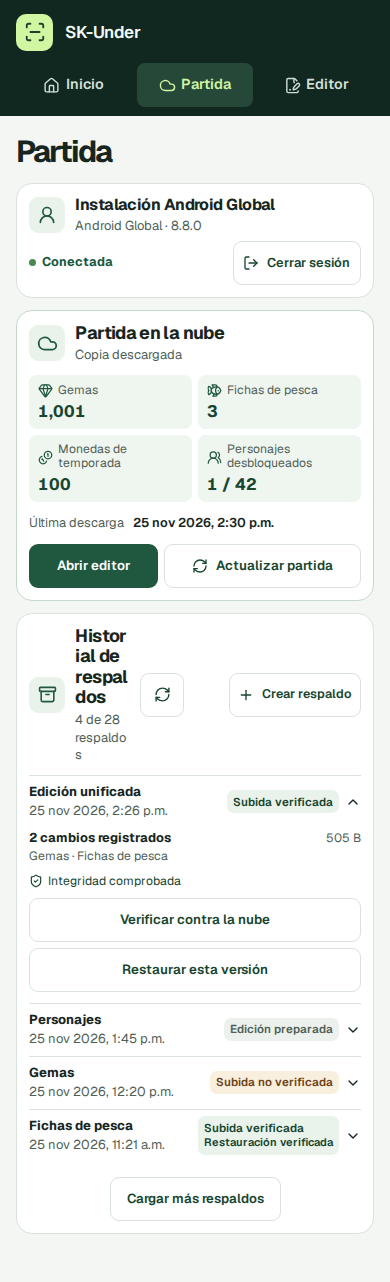 SK-Under
Inicio
Partida
Editor
Partida
Instalación Android Global
Android Global · 8.8.0
Conectada
Cerrar sesión
Partida en la nube
Copia descargada
Gemas
1,001
Fichas de pesca
3
Monedas de
temporada
100
Personajes
desbloqueados
1 / 42
Última descarga 25 nov 2026, 2:30 p.m.
Abrir editor
Actualizar partida
Histor
ial de
respal
dos
4 de 28
respaldo
s
Crear respaldo
Edición unificada
25 nov 2026, 2:26 p.m.
Subida verificada
2 cambios registrados
505 B
Gemas · Fichas de pesca
Integridad comprobada
Verificar contra la nube
Restaurar esta versión
Personajes
25 nov 2026, 1:45 p.m.
Edición preparada
Gemas
25 nov 2026, 12:20 p.m.
Subida no verificada
Fichas de pesca
25 nov 2026, 11:21 a.m.
Subida verificada
Restauración verificada
Cargar más respaldos